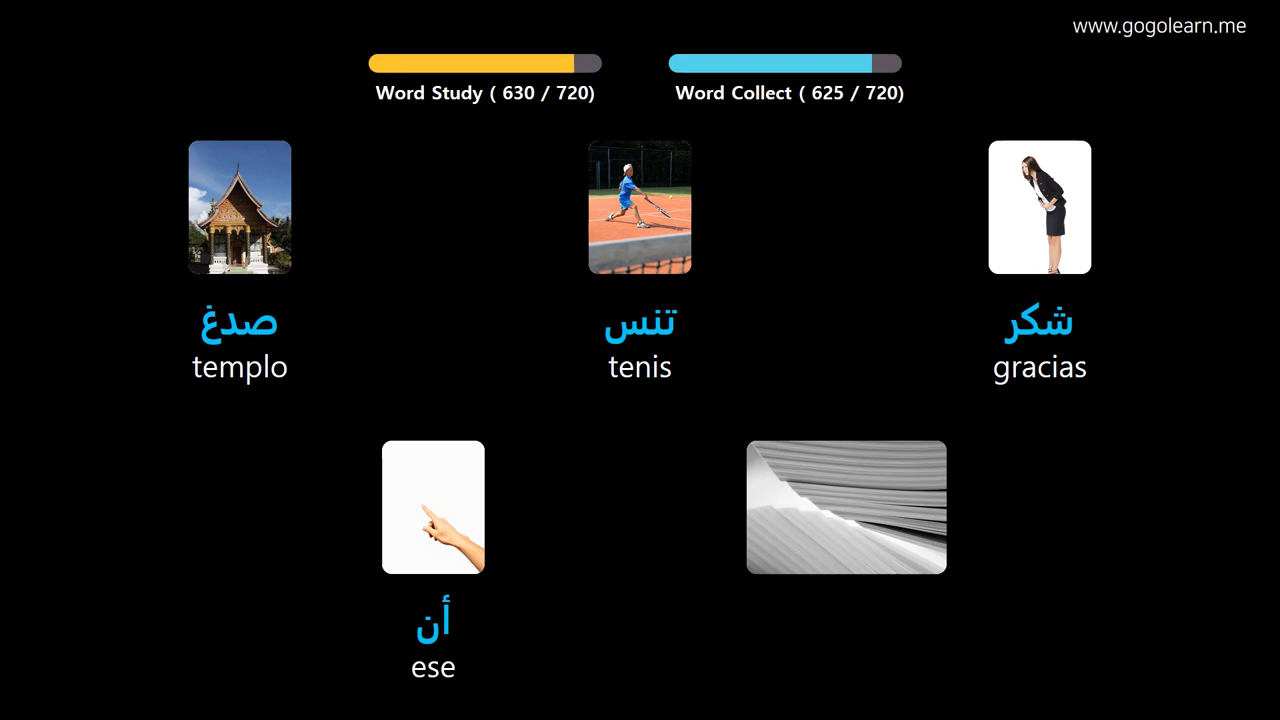 www.gogolearn.me
Word Study ( 630 / 720)
Word Collect ( 625 / 720)
صدغ
templo
تنس
tenis
شكر
gracias
أن
ese